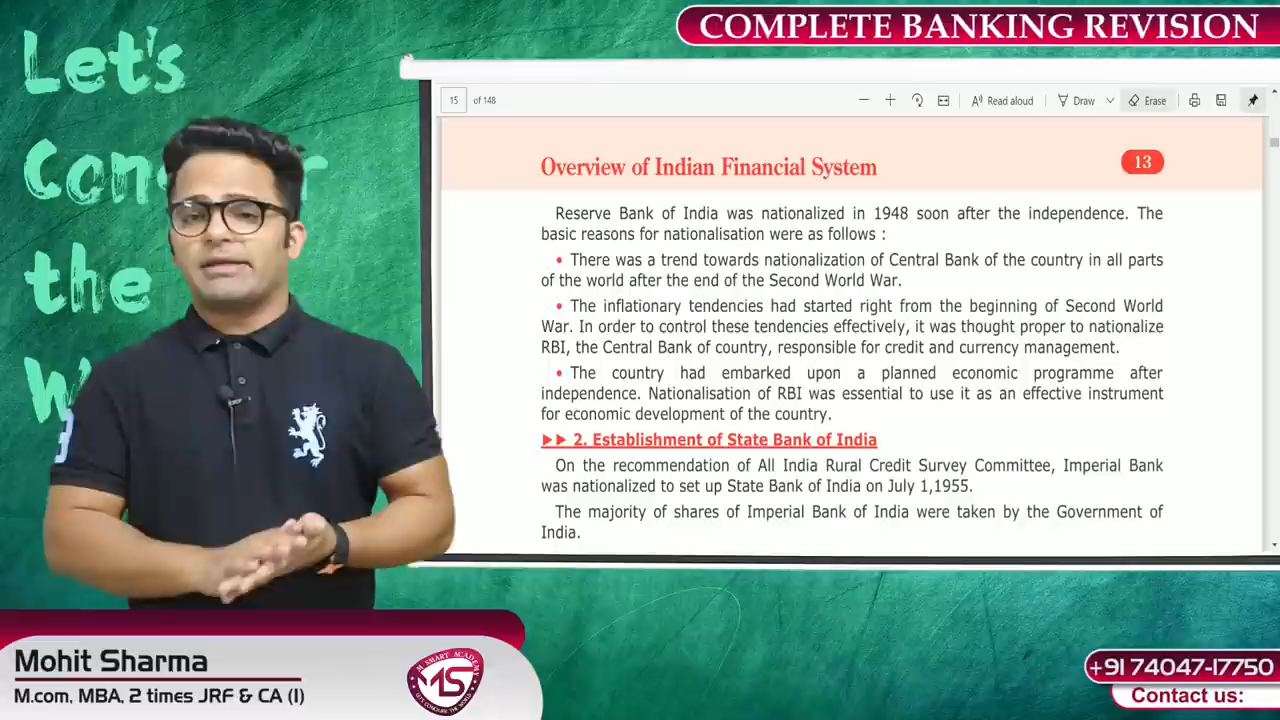 COMPLETE BANKING REVISION
Let's
the
15 of 148
Read aloud
Draw
Erase
Overview of Indian Financial System
13
Reserve Bank of India was nationalized in 1948 soon after the independence. The
basic reasons for nationalisation were as follows :
• There was a trend towards nationalization of Central Bank of the country in all parts
of the world after the end of the Second World War.
• The inflationary tendencies had started right from the beginning of Second World
War. In order to control these tendencies effectively, it was thought proper to nationalize
RBI, the Central Bank of country, responsible for credit and currency management.
• The country had embarked upon a planned economic programme after
independence. Nationalisation of RBI was essential to use it as an effective instrument
for economic development of the country.
▶▶ 2. Establishment of State Bank of India
On the recommendation of All India Rural Credit Survey Committee, Imperial Bank
was nationalized to set up State Bank of India on July 1,1955.
The majority of shares of Imperial Bank of India were taken by the Government of
India.
Mohit Sharma
M.com, MBA, 2 times JRF & CA (I)
M SMART ACADEMY
MS
+91 74047-17750
Contact us: